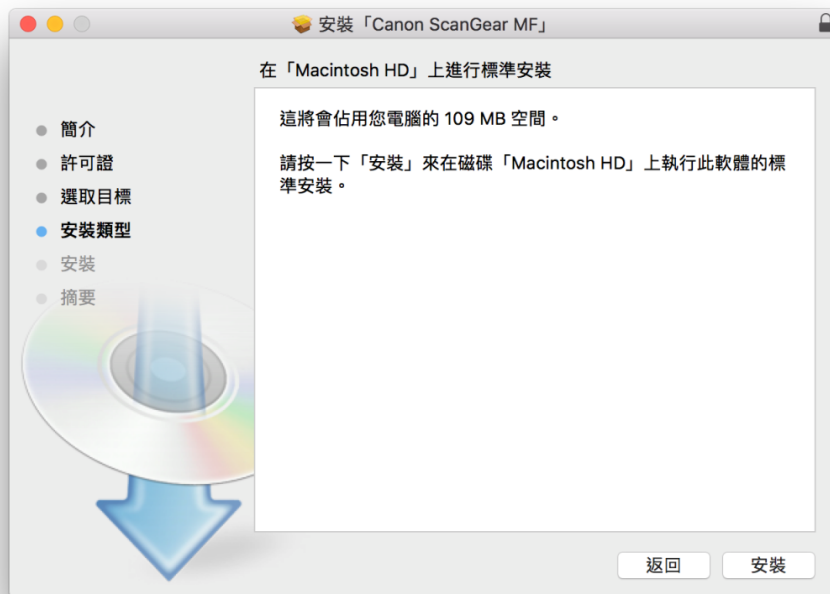 安裝「Canon ScanGear MF」
在「Macintosh HD」上進行標準安裝
簡介
許可證
選取目標
安裝類型
安裝
摘要
這將會佔用您電腦的 109 MB 空間。
請按一下「安裝」來在磁碟「Macintosh HD」上執行此軟體的標
準安裝。
返回
安裝